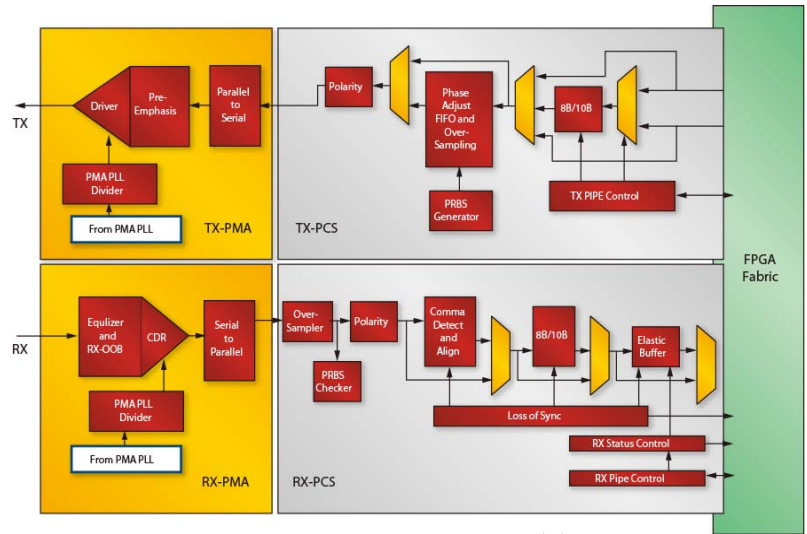 Driver
Pre-
Emphasis
Parallel
to
Serial
TX
PMA PLL
Divider
From PMA PLL
TX-PMA
Polarity
Phase
Adjust
FIFO and
Over-
Sampling
8B/10B
PRBS
Generator
TX PIPE Control
TX-PCS
FPGA
Fabric
Equlizer
and
RX-OOB
CDR
Serial
to
Parallel
RX
PMA PLL
Divider
From PMA PLL
RX-PMA
Over-
Sampler
Polarity
Comma
Detect
and
Align
8B/10B
Elastic
Buffer
PRBS
Checker
Loss of Sync
RX Status Control
RX Pipe Control
RX-PCS